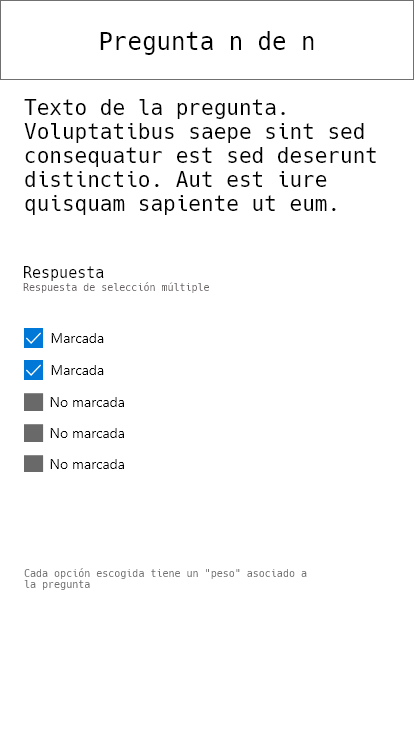 Pregunta n de n
Texto de la pregunta.
Voluptatibus saepe sint sed
consequatur est sed deserunt
distinctio. Aut est iure
quisquam sapiente ut eum.
Respuesta
Respuesta de selección múltiple
Marcada
Marcada
No marcada
No marcada
No marcada
Cada opción escogida tiene un "peso" asociado a
la pregunta